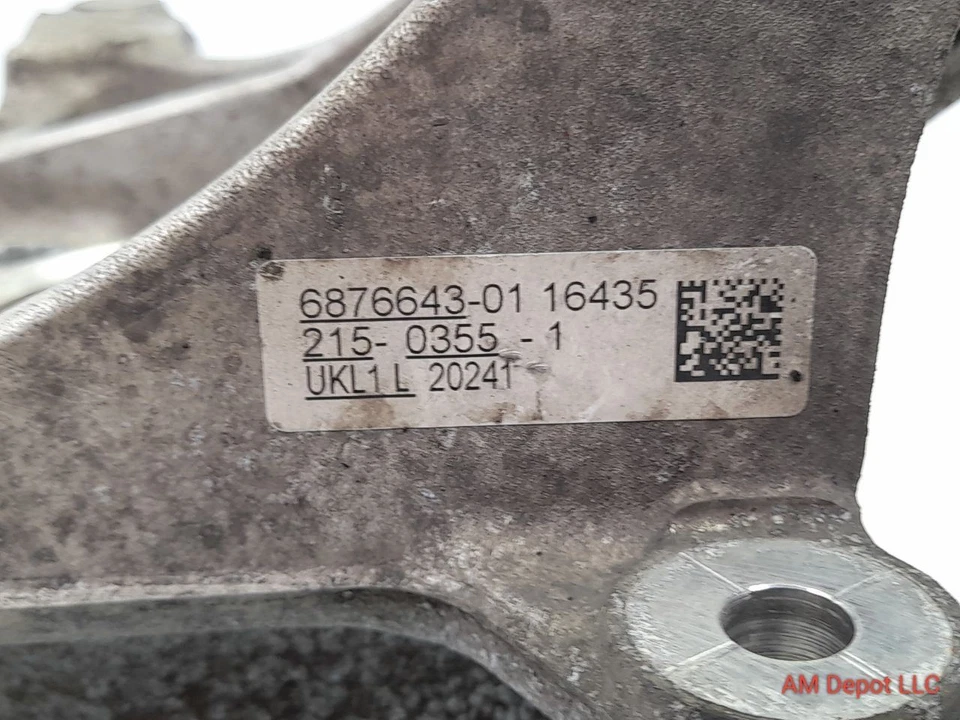 6876643-01 16435
215- 0355 - 1
UKL1 L 20241
AM Depot LLC